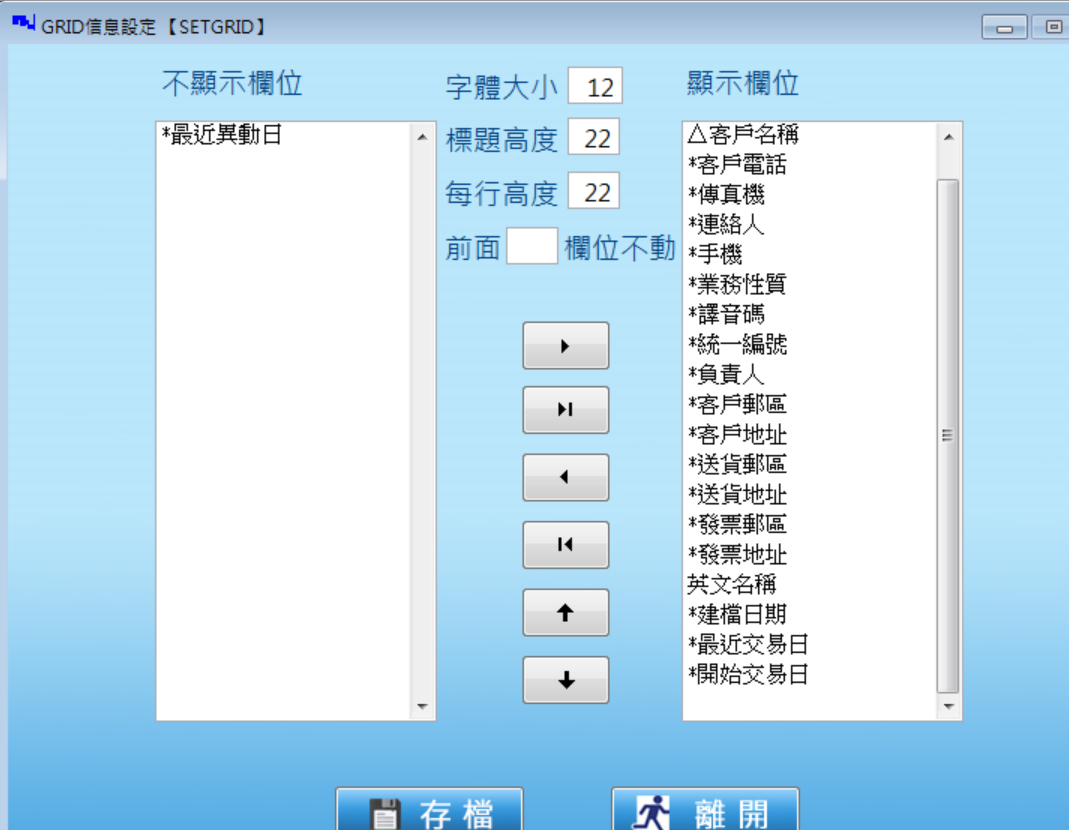 GRID信息設定【SETGRID】
不顯示欄位
*最近異動日
字體大小 12
標題高度 22
每行高度 22
前面 欄位不動
顯示欄位
△客戶名稱
*客戶電話
*傳真機
*連絡人
*手機
*業務性質
*譯音碼
*統一編號
*負責人
*客戶郵區
*客戶地址
*送貨郵區
*送貨地址
*發票郵區
*發票地址
英文名稱
*建檔日期
*最近交易日
*開始交易日
存檔
離開